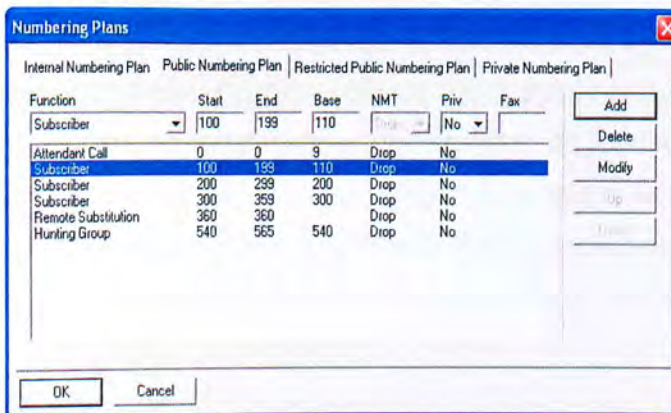 Numbering Plans
Internal Numbering Plan Public Numbering Plan Restricted Public Numbering Plan Private Numbering Plan
Function Start End Base NMT Priv Fax
Subscriber 100 199 110 Drop No
Attendant Call 0 0 9 Drop No
Subscriber 100 199 110 Drop No
Subscriber 200 299 200 Drop No
Subscriber 300 359 300 Drop No
Remote Substitution 360 360 Drop No
Hunting Group 540 565 540 Drop No
Add
Delete
Modify
Up
OK Cancel